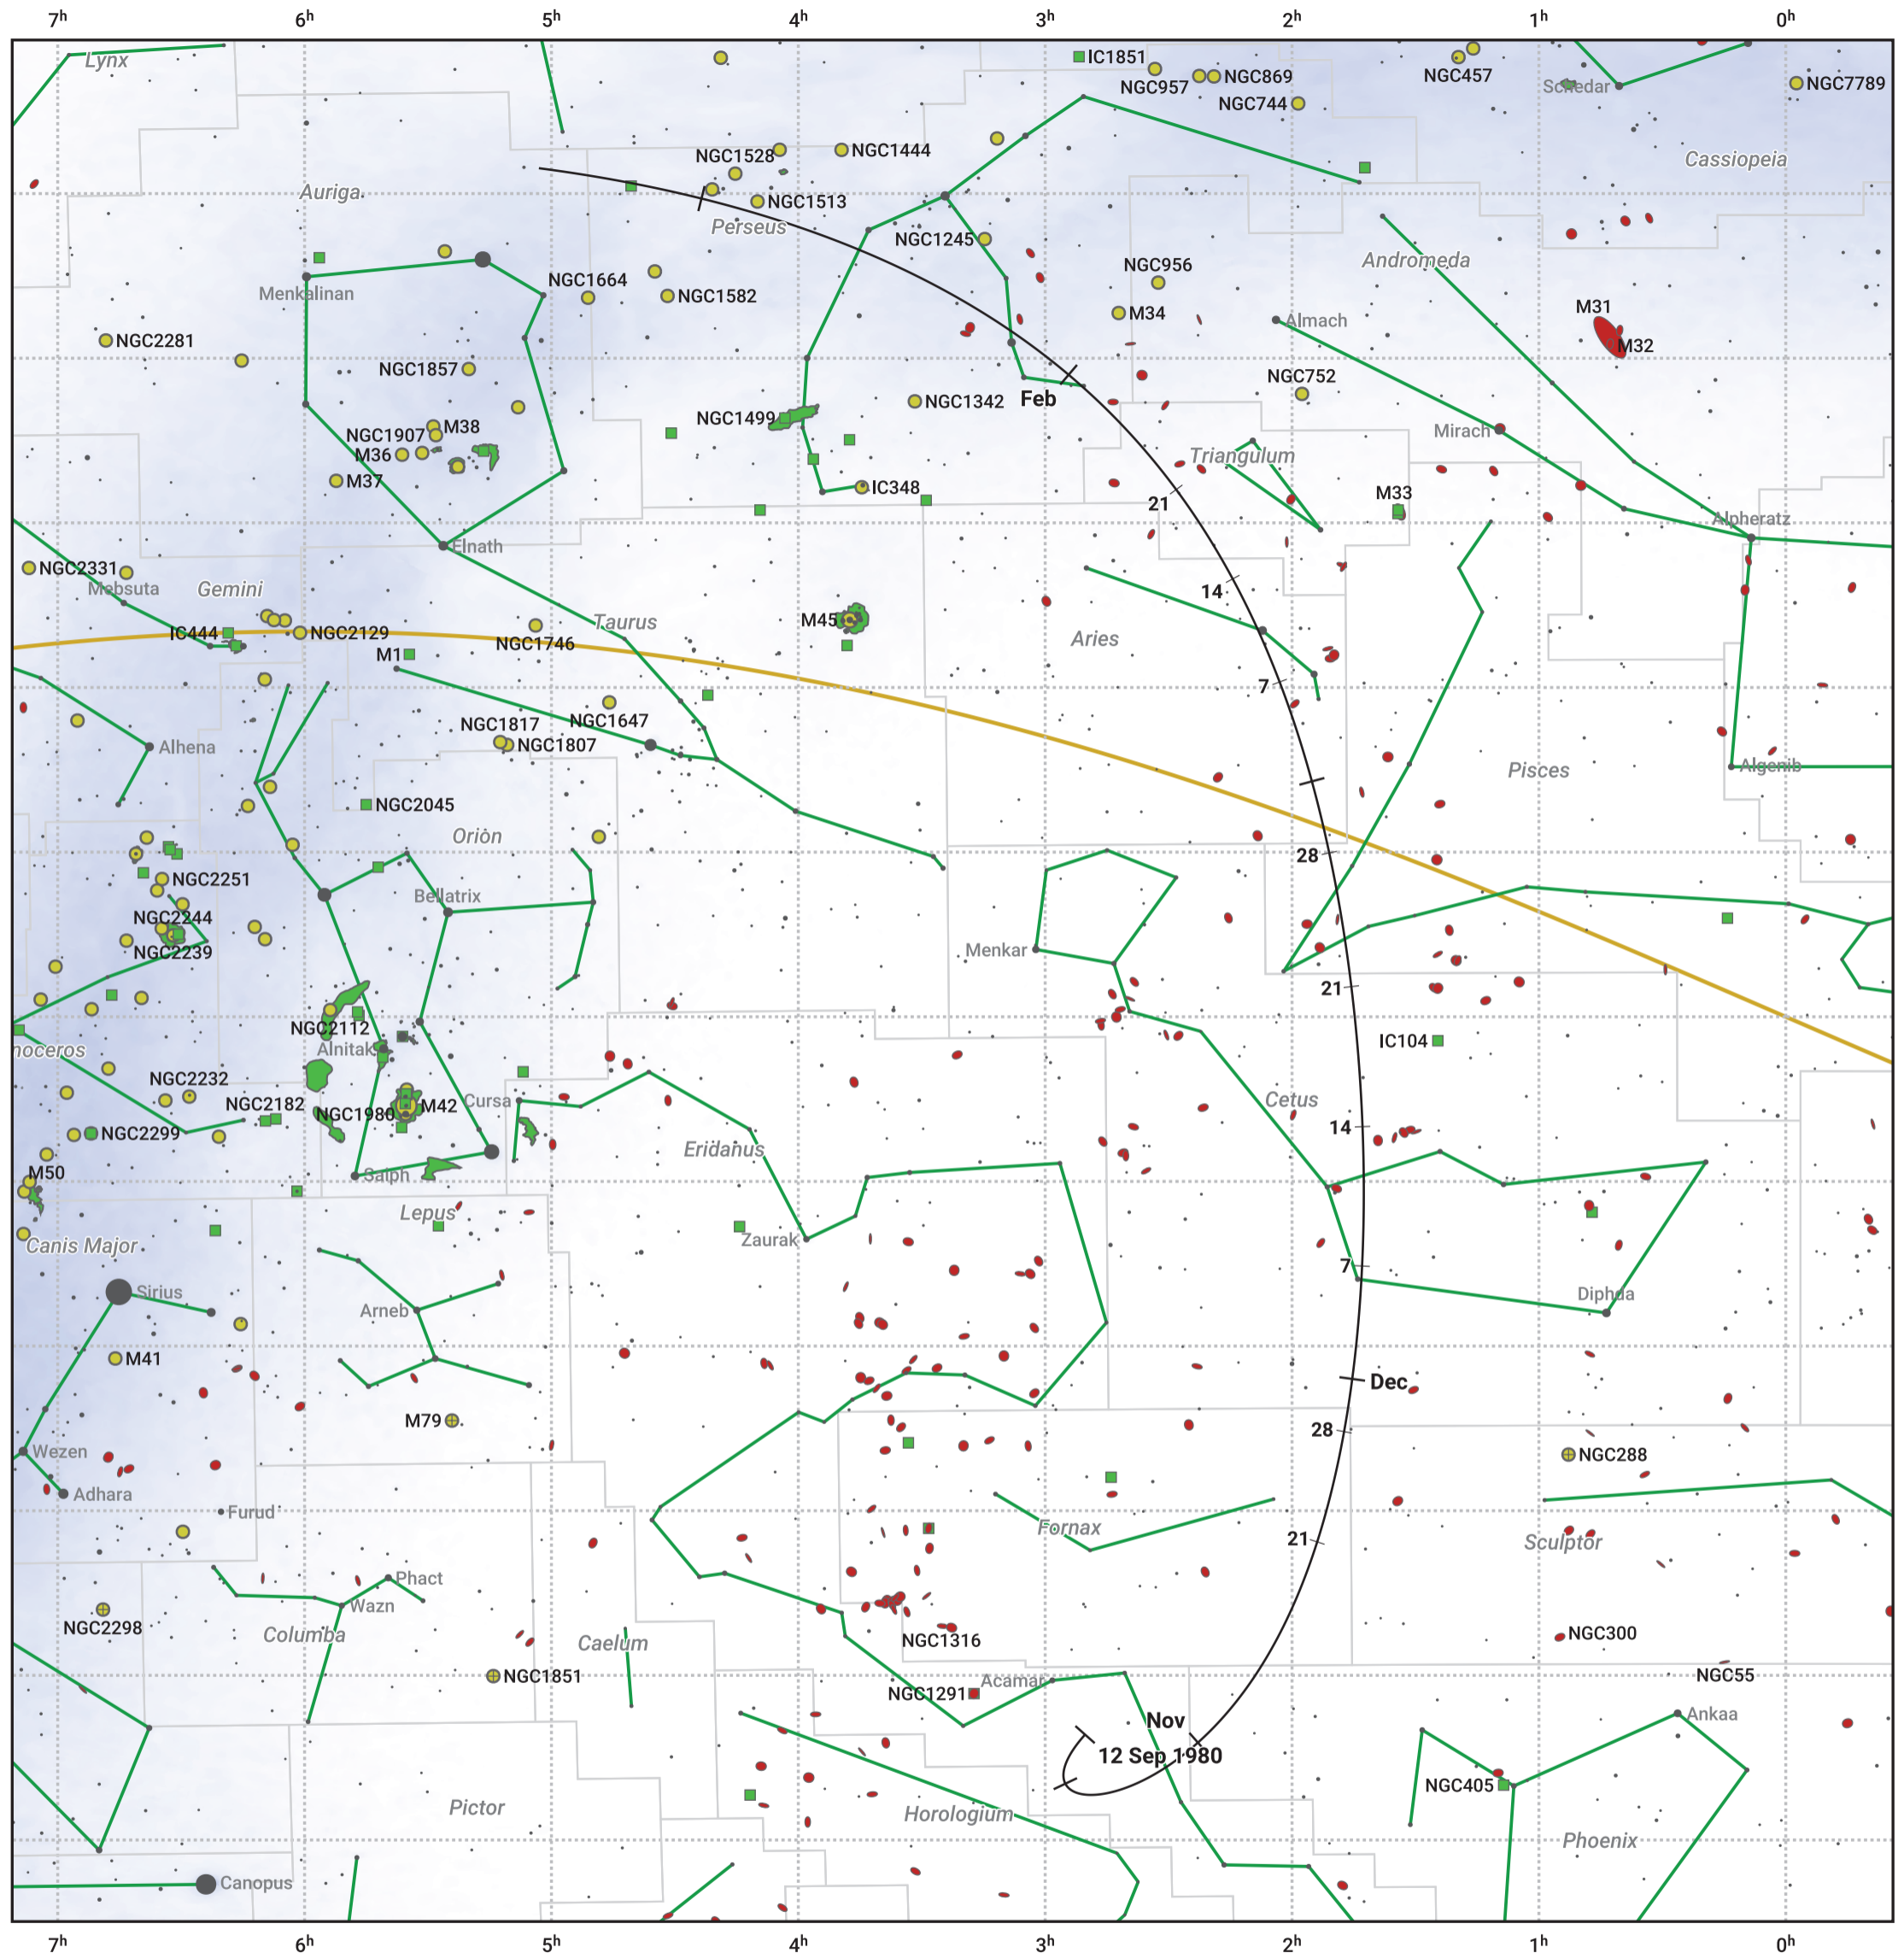 7h 6h 5h 4h 3h 2h 1h 0h
Lynx
IC1851
NGC957
NGC869
NGC744
NGC457
Schedar
NGC7789
Cassiopeia
NGC1528
NGC1444
Auriga
NGC1513
Perseus
NGC1245
Andromeda
NGC956
Menkalinan
NGC1664
NGC1582
M34
Almach
M31
M32
NGC2281
NGC1857
NGC752
Feb
NGC1342
NGC1499
M38
NGC1907
M36
Mirach
Triangulum
M37
IC348
21
M33
Alpheratz
Elnath
NGC2331
Mebsuta
Gemini
14
Taurus
M45
IC444
NGC2129
NGC1746
Aries
M1
7
NGC1817
NGC1647
NGC1807
Alhena
Algenib
Pisces
NGC2045
Orion
28
NGC2251
Bellatrix
NGC2244
NGC2239
Menkar
21
NGC2112
Alnitak
noceros
IC104
NGC2232
NGC2182
NGC1980
M42
Cursa
Cetus
NGC2299
14
Eridanus
M50
Saiph
Lepus
Zaurak
Canis Major
7
Sirius
Arneb
Diphda
M41
Dec
M79
28
Wezen
NGC288
Adhara
Furud
Fornax
21
Sculptor
Phact
Wazn
NGC2298
Columba
Caelum
NGC1316
NGC300
NGC1851
Acamar
NGC1291
NGC55
Nov
Ankaa
12 Sep 1980
NGC405
Pictor
Horologium
Phoenix
Canopus
7h 6h 5h 4h 3h 2h 1h 0h